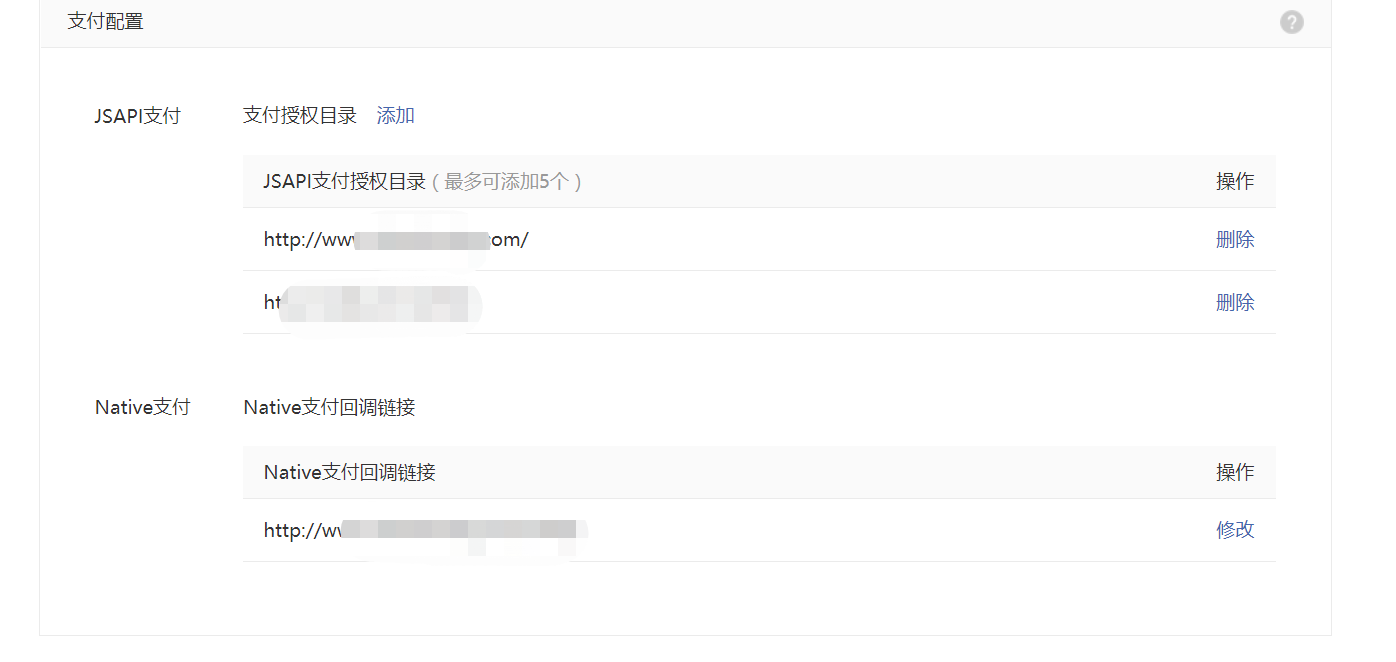 支付配置
?
JSAPI支付 支付授权目录 添加
JSAPI支付授权目录 ( 最多可添加5个 ) 操作
http://www om/ 删除
ht 删除
Native支付 Native支付回调链接
Native支付回调链接 操作
http://w 修改